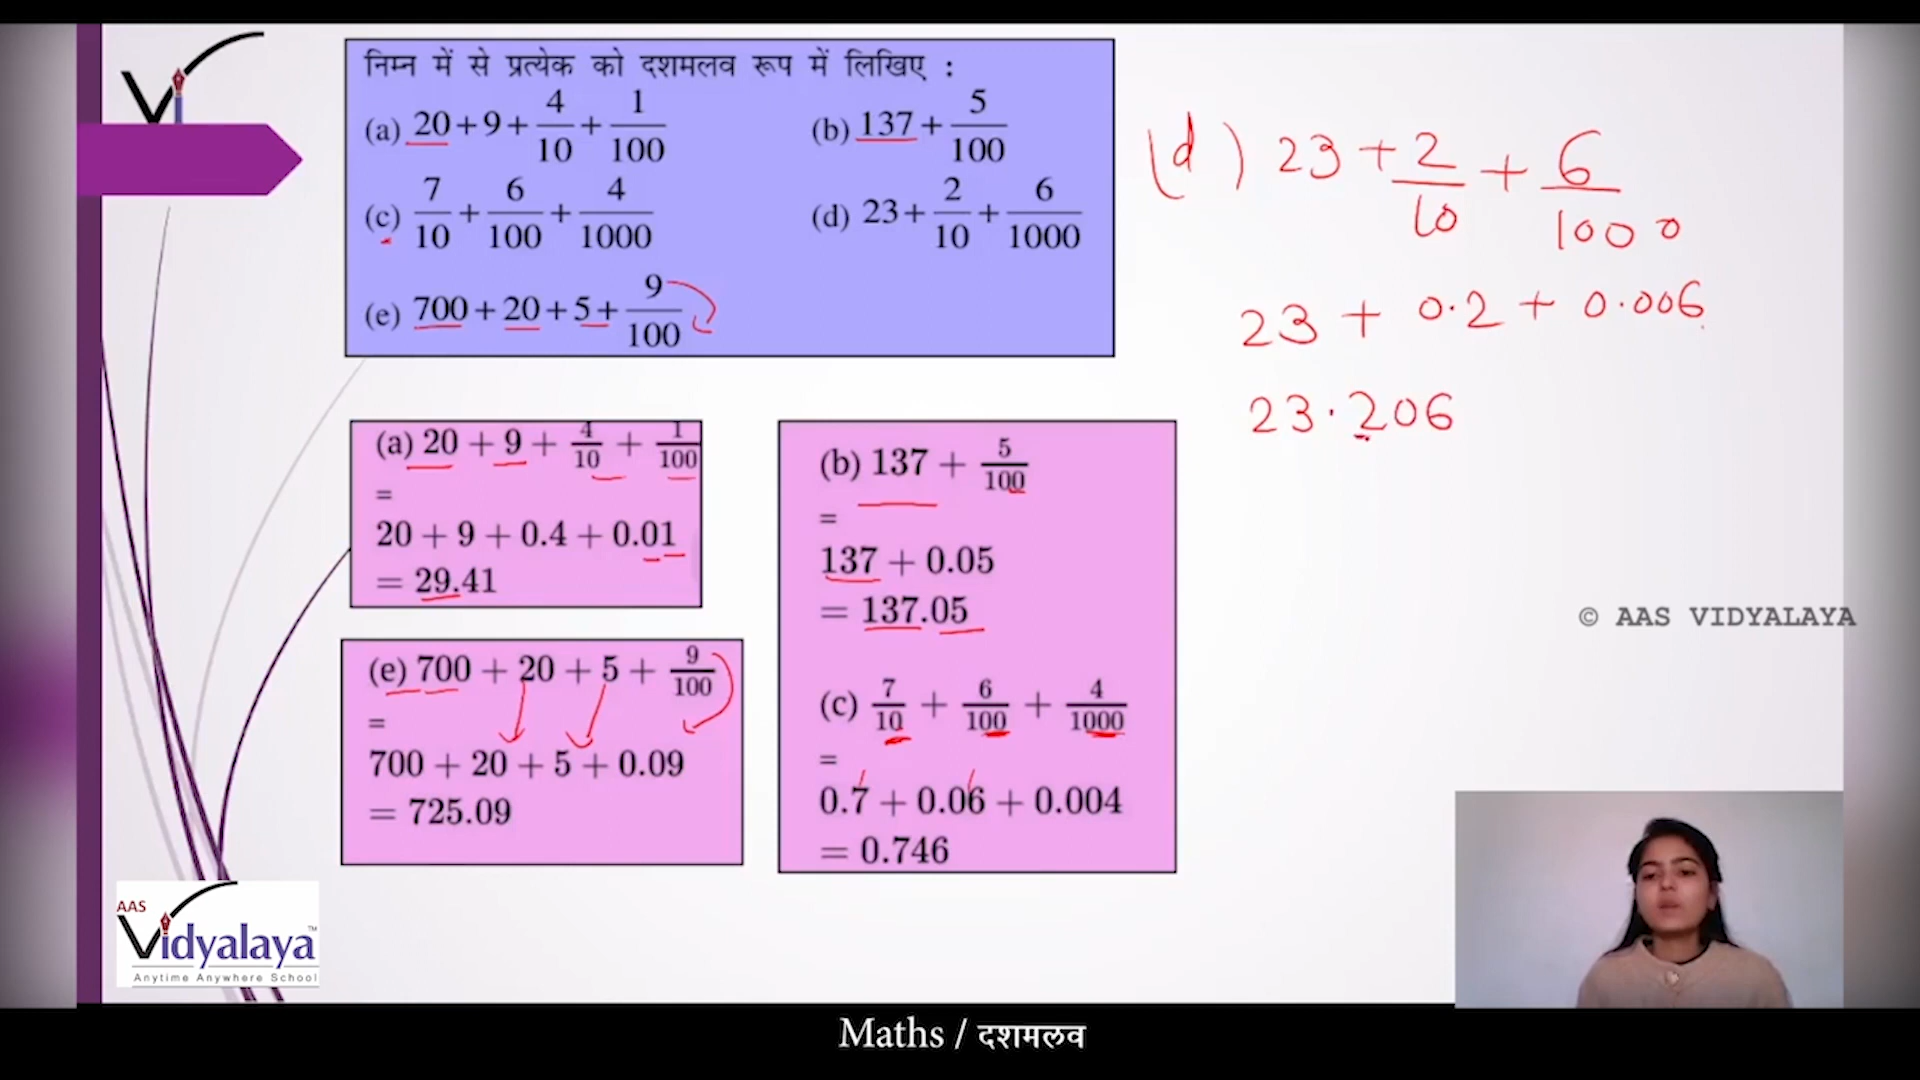 निम्न में से प्रत्येक को दशमलव रूप में लिखिए :
(a) 20+9+4/10+1/100
(b) 137+5/100
(c) 7/10+6/100+4/1000
(d) 23+2/10+6/1000
(e) 700+20+5+9/100
(d) 23+2/10+6/1000
23 + 0.2 + 0.006
23.206
(a) 20 + 9 + 4/10 + 1/100
=
20 + 9 + 0.4 + 0.01
= 29.41
(b) 137 + 5/100
=
137 + 0.05
= 137.05
(c) 7/10 + 6/100 + 4/1000
=
0.7 + 0.06 + 0.004
= 0.746
(e) 700 + 20 + 5 + 9/100
=
700 + 20 + 5 + 0.09
= 725.09
© AAS VIDYALAYA
AAS
Vidyalaya™
Anytime Anywhere School
Maths / दशमलव